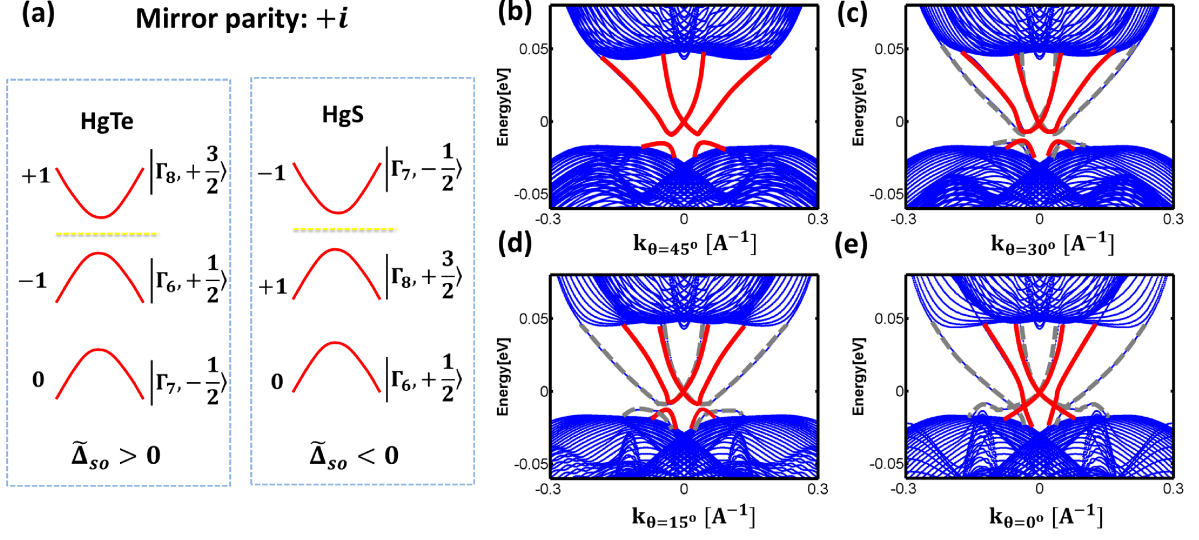 (a) Mirror parity: +i
HgTe
+1 |Γ₈, +3/2⟩
−1 |Γ₆, +1/2⟩
0 |Γ₇, −1/2⟩
Δ̃so > 0
HgS
−1 |Γ₇, −1/2⟩
+1 |Γ₈, +3/2⟩
0 |Γ₆, +1/2⟩
Δ̃so < 0
(b)
Energy[eV]
0.05
0
-0.05
-0.3 0 0.3
k θ=45° [A⁻¹]
(c)
Energy[eV]
0.05
0
-0.05
-0.3 0 0.3
k θ=30° [A⁻¹]
(d)
Energy[eV]
0.05
0
-0.05
-0.3 0 0.3
k θ=15° [A⁻¹]
(e)
Energy[eV]
0.05
0
-0.05
-0.3 0 0.3
k θ=0° [A⁻¹]